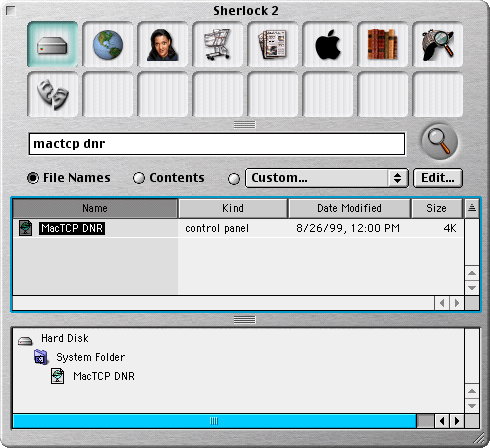 Sherlock 2
mactcp dnr
File Names Contents Custom... Edit...
Name Kind Date Modified Size
MacTCP DNR control panel 8/26/99, 12:00 PM 4K
Hard Disk
System Folder
MacTCP DNR